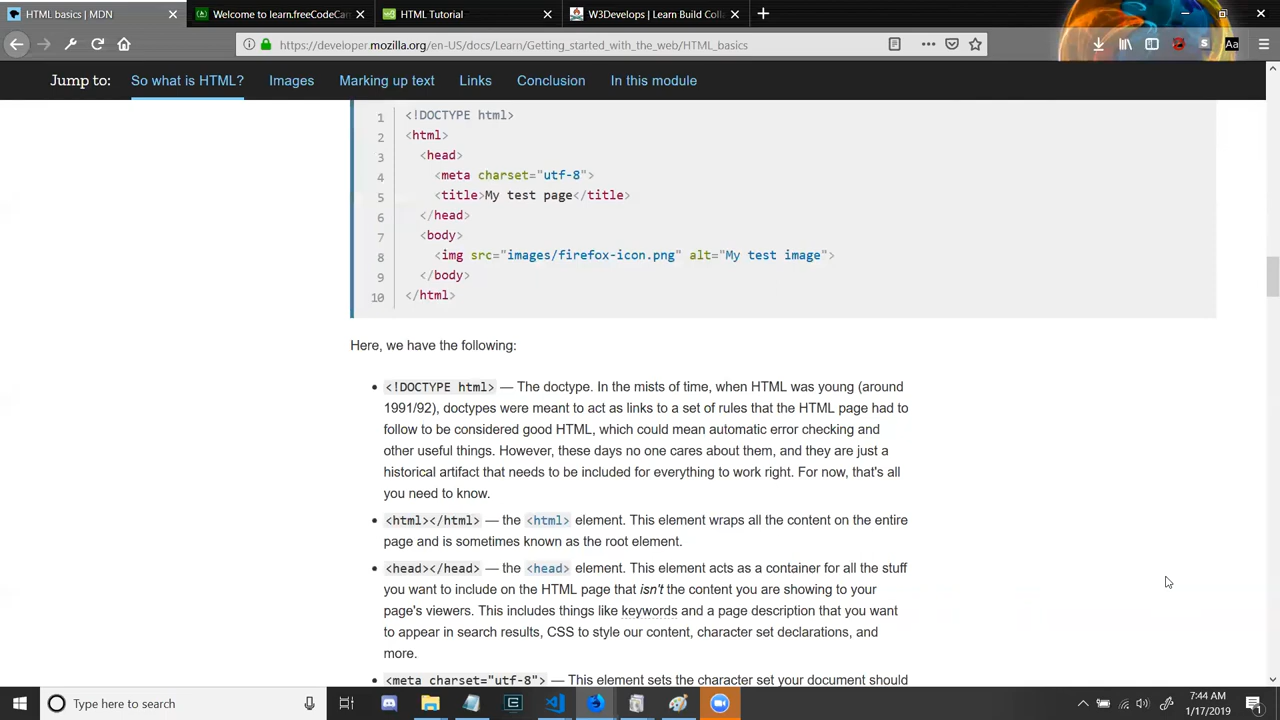 HTML basics | MDN
Welcome to learn.freeCodeCan
HTML Tutorial
W3Develops | Learn Build Colla
https://developer.mozilla.org/en-US/docs/Learn/Getting_started_with_the_web/HTML_basics
Aa
Jump to: So what is HTML? Images Marking up text Links Conclusion In this module
1 <!DOCTYPE html>
2 <html>
3 <head>
4 <meta charset="utf-8">
5 <title>My test page</title>
6 </head>
7 <body>
8 <img src="images/firefox-icon.png" alt="My test image">
9 </body>
10 </html>
Here, we have the following:
• <!DOCTYPE html> — The doctype. In the mists of time, when HTML was young (around
1991/92), doctypes were meant to act as links to a set of rules that the HTML page had to
follow to be considered good HTML, which could mean automatic error checking and
other useful things. However, these days no one cares about them, and they are just a
historical artifact that needs to be included for everything to work right. For now, that's all
you need to know.
• <html></html> — the <html> element. This element wraps all the content on the entire
page and is sometimes known as the root element.
• <head></head> — the <head> element. This element acts as a container for all the stuff
you want to include on the HTML page that isn't the content you are showing to your
page's viewers. This includes things like keywords and a page description that you want
to appear in search results, CSS to style our content, character set declarations, and
more.
• <meta charset="utf-8"> — This element sets the character set your document should
Type here to search
7:44 AM
1/17/2019